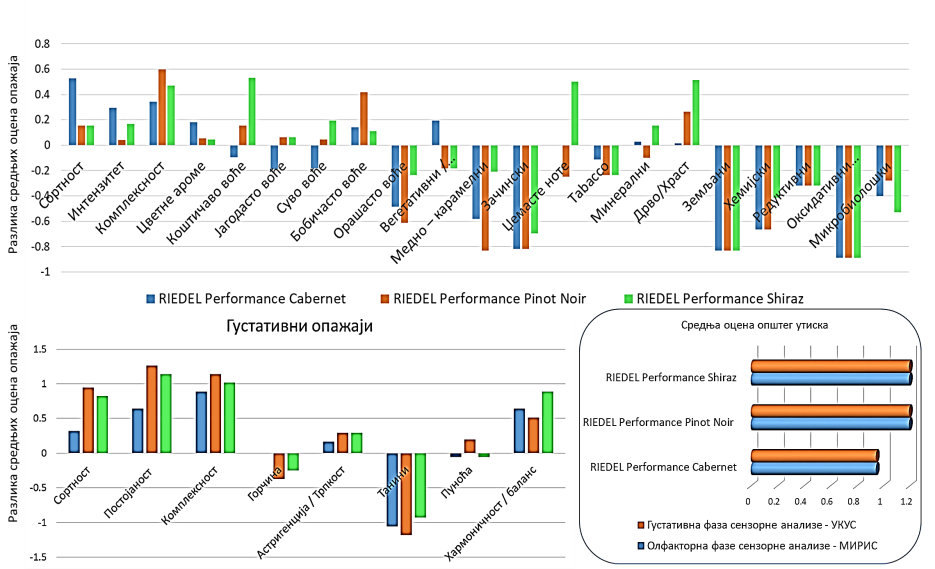 Разлика средњих оцена опажаја
0.8
0.6
0.4
0.2
0
-0.2
-0.4
-0.6
-0.8
-1
Сортност
Интензитет
Комплексност
Цветне ароме
Коштичаво воће
Јагодасто воће
Суво воће
Бобичасто воће
Орашасто воће
Вегетативни /...
Медно – карамелни
Зачински
Џемасте ноте
Tabacco
Минерални
Дрво/Храст
Земљани
Хемијски
Редуктивни
Оксидативни...
Микробиолошки
RIEDEL Performance Cabernet
RIEDEL Performance Pinot Noir
RIEDEL Performance Shiraz
Густативни опажаји
Разлика средњих оцена опажаја
1.5
1
0.5
0
-0.5
-1
-1.5
Сортност
Постојаност
Комплексност
Горчина
Астригенција / Трпкост
Танини
Пуноћа
Хармоничност / баланс
Средња оцена општег утиска
RIEDEL Performance Shiraz
RIEDEL Performance Pinot Noir
RIEDEL Performance Cabernet
0 0.2 0.4 0.6 0.8 1 1.2
Густативна фаза сензорне анализе - УКУС
Олфакторна фазе сензорне анализе - МИРИС